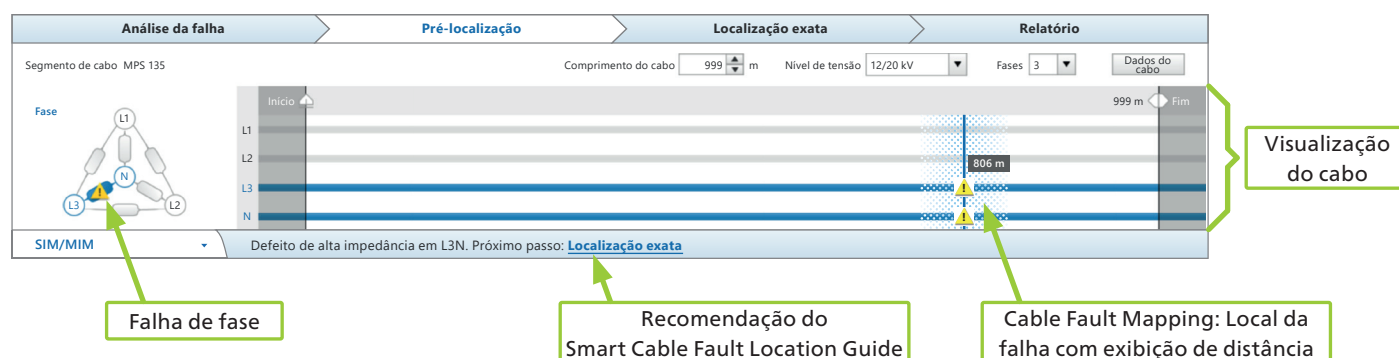 Análise da falha
Pré-localização
Localização exata
Relatório
Segmento de cabo MPS 135
Comprimento do cabo 999 m
Nível de tensão 12/20 kV
Fases 3
Dados do
cabo
Fase
L1
N
L3
L2
Início
999 m Fim
L1
L2
806 m
L3
N
SIM/MIM
Defeito de alta impedância em L3N. Próximo passo: Localização exata
Visualização
do cabo
Falha de fase
Recomendação do
Smart Cable Fault Location Guide
Cable Fault Mapping: Local da
falha com exibição de distância